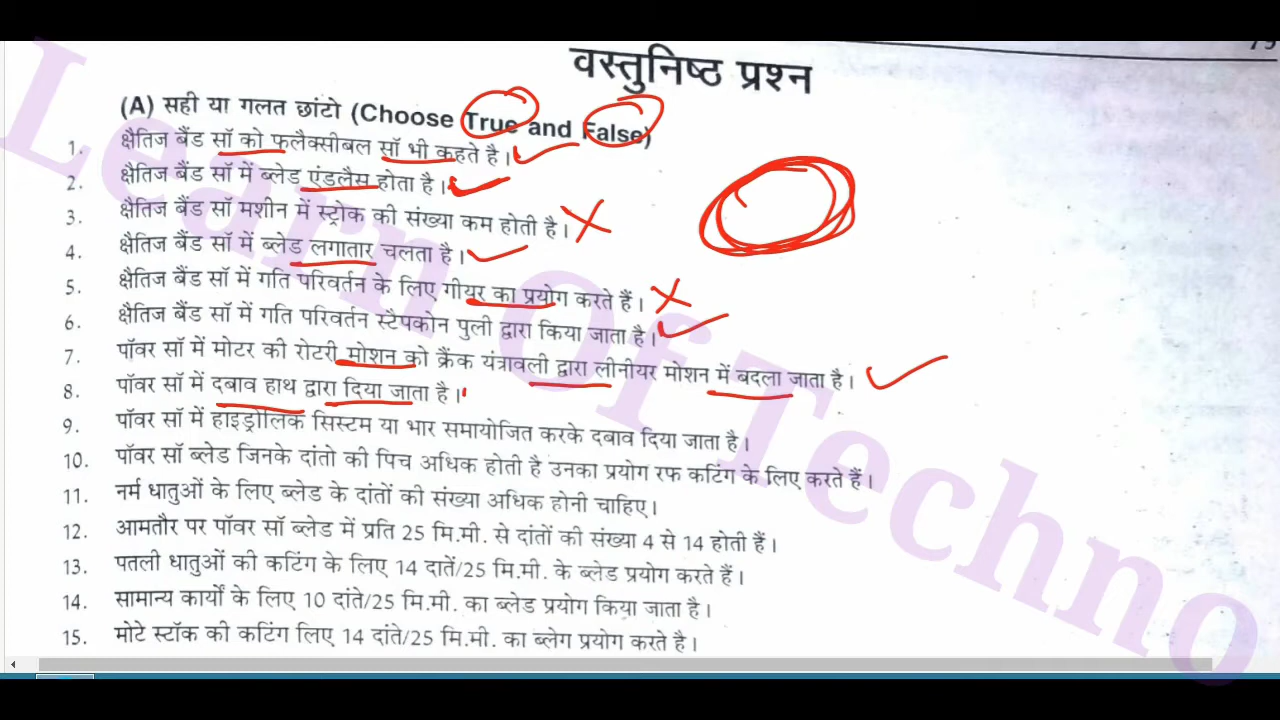 वस्तुनिष्ठ प्रश्न
(A) सही या गलत छांटो (Choose True and False)
1. क्षैतिज बैंड सॉ को फलैक्सीबल सॉ भी कहते है।
2. क्षैतिज बैंड सॉ में ब्लेड एंडलैस होता है।
3. क्षैतिज बैंड सॉ मशीन में स्ट्रोक की संख्या कम होती है।
4. क्षैतिज बैंड सॉ में ब्लेड लगातार चलता है।
5. क्षैतिज बैंड सॉ में गति परिवर्तन के लिए गीयर का प्रयोग करते हैं।
6. क्षैतिज बैंड सॉ में गति परिवर्तन स्टैपकोन पुली द्वारा किया जाता है।
7. पॉवर सॉ में मोटर की रोटरी मोशन को क्रैंक यंत्रावली द्वारा लीनीयर मोशन में बदला जाता है।
8. पॉवर सॉ में दबाव हाथ द्वारा दिया जाता है।
9. पॉवर सॉ में हाइड्रोलिक सिस्टम या भार समायोजित करके दबाव दिया जाता है।
10. पॉवर सॉ ब्लेड जिनके दांतो की पिच अधिक होती है उनका प्रयोग रफ कटिंग के लिए करते हैं।
11. नर्म धातुओं के लिए ब्लेड के दांतों की संख्या अधिक होनी चाहिए।
12. आमतौर पर पॉवर सॉ ब्लेड में प्रति 25 मि.मी. से दांतों की संख्या 4 से 14 होती हैं।
13. पतली धातुओं की कटिंग के लिए 14 दातें/25 मि.मी. के ब्लेड प्रयोग करते हैं।
14. सामान्य कार्यों के लिए 10 दांते/25 मि.मी. का ब्लेड प्रयोग किया जाता है।
15. मोटे स्टॉक की कटिंग लिए 14 दांते/25 मि.मी. का ब्लेग प्रयोग करते है।
Learn Of Techno